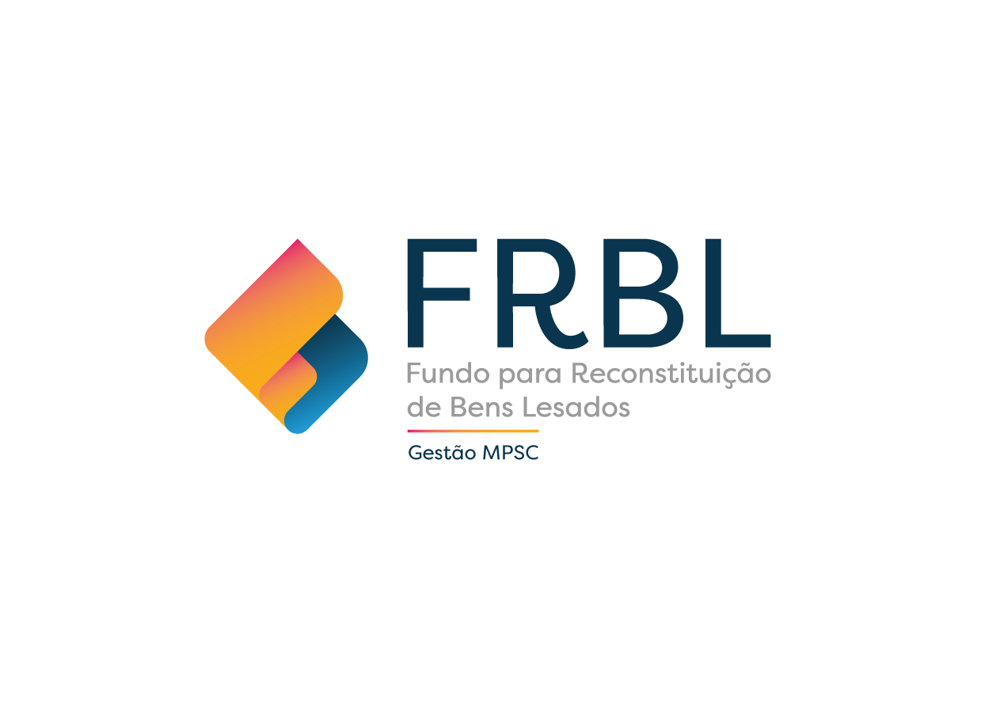 FRBL
Fundo para Reconstituição
de Bens Lesados
Gestão MPSC